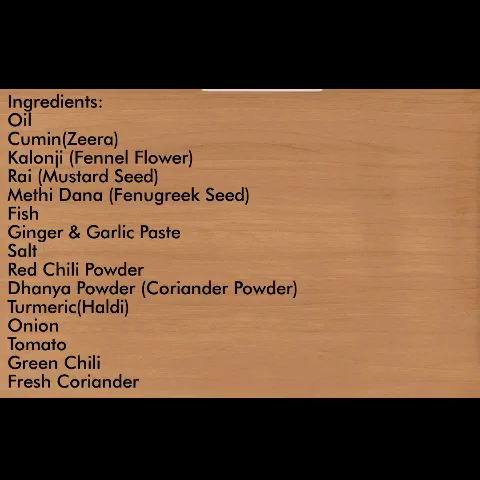 Ingredients:
Oil
Cumin(Zeera)
Kalonji (Fennel Flower)
Rai (Mustard Seed)
Methi Dana (Fenugreek Seed)
Fish
Ginger & Garlic Paste
Salt
Red Chili Powder
Dhanya Powder (Coriander Powder)
Turmeric(Haldi)
Onion
Tomato
Green Chili
Fresh Coriander